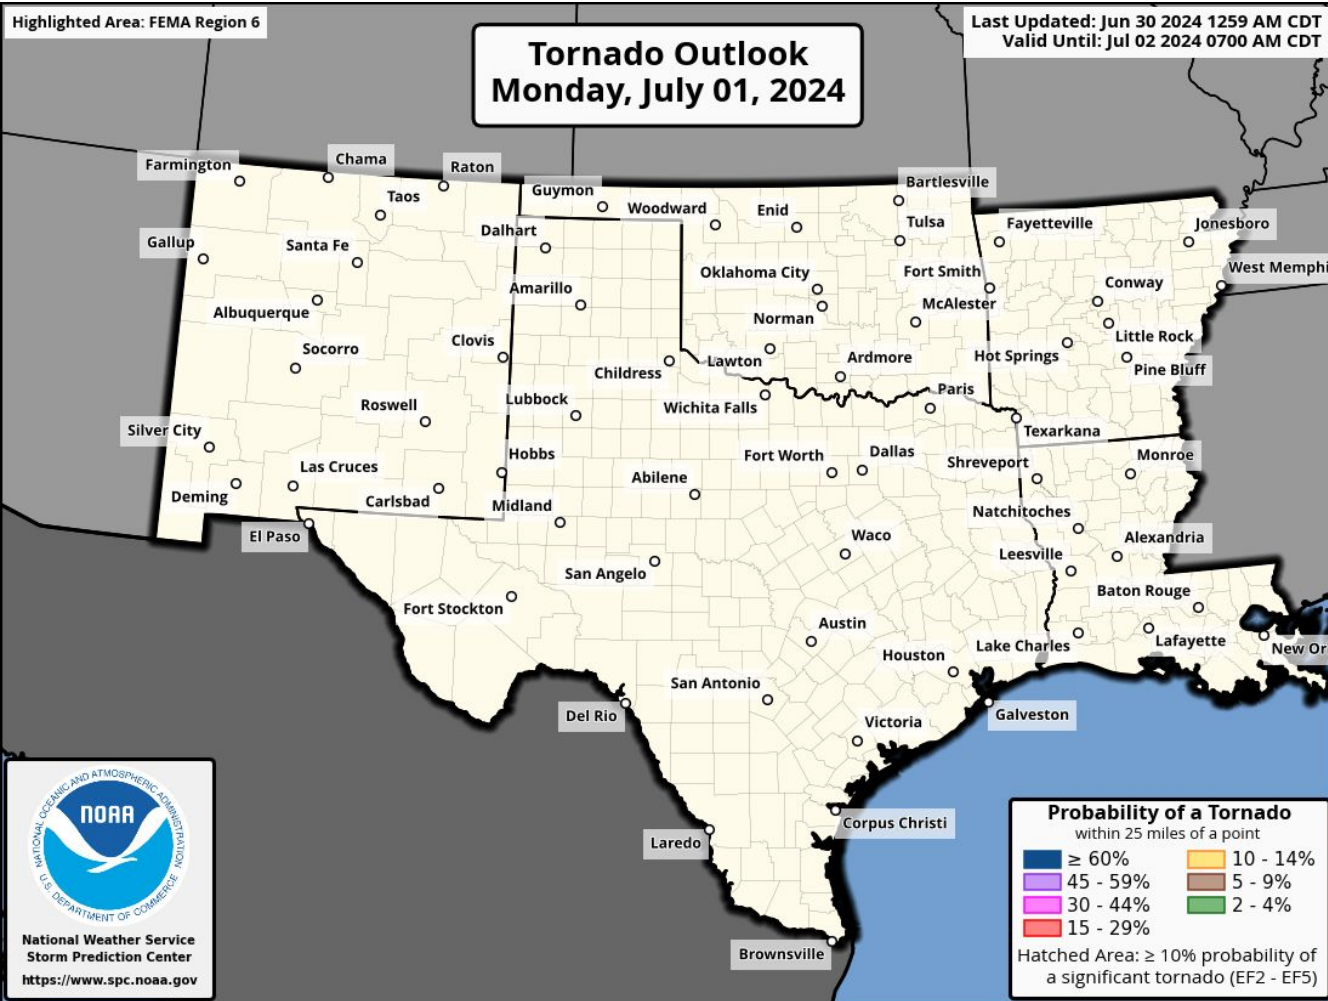 Highlighted Area: FEMA Region 6
Last Updated: Jun 30 2024 1259 AM CDT
Valid Until: Jul 02 2024 0700 AM CDT
Tornado Outlook
Monday, July 01, 2024
Farmington
Chama
Raton
Taos
Guymon
Woodward
Enid
Bartlesville
Tulsa
Fayetteville
Jonesboro
Gallup
Santa Fe
Dalhart
Oklahoma City
Fort Smith
West Memphi
Albuquerque
Amarillo
Norman
McAlester
Conway
Socorro
Clovis
Childress
Lawton
Ardmore
Hot Springs
Little Rock
Pine Bluff
Roswell
Lubbock
Wichita Falls
Paris
Texarkana
Silver City
Las Cruces
Hobbs
Abilene
Fort Worth
Dallas
Shreveport
Monroe
Deming
Carlsbad
Midland
Natchitoches
El Paso
Waco
Leesville
Alexandria
San Angelo
Fort Stockton
Baton Rouge
Austin
Houston
Lake Charles
Lafayette
New Or
San Antonio
Del Rio
Victoria
Galveston
Corpus Christi
Laredo
Brownsville
NATIONAL OCEANIC AND ATMOSPHERIC ADMINISTRATION
NOAA
U.S. DEPARTMENT OF COMMERCE
National Weather Service
Storm Prediction Center
https://www.spc.noaa.gov
Probability of a Tornado
within 25 miles of a point
≥ 60%
45 - 59%
30 - 44%
15 - 29%
10 - 14%
5 - 9%
2 - 4%
Hatched Area: ≥ 10% probability of
a significant tornado (EF2 - EF5)